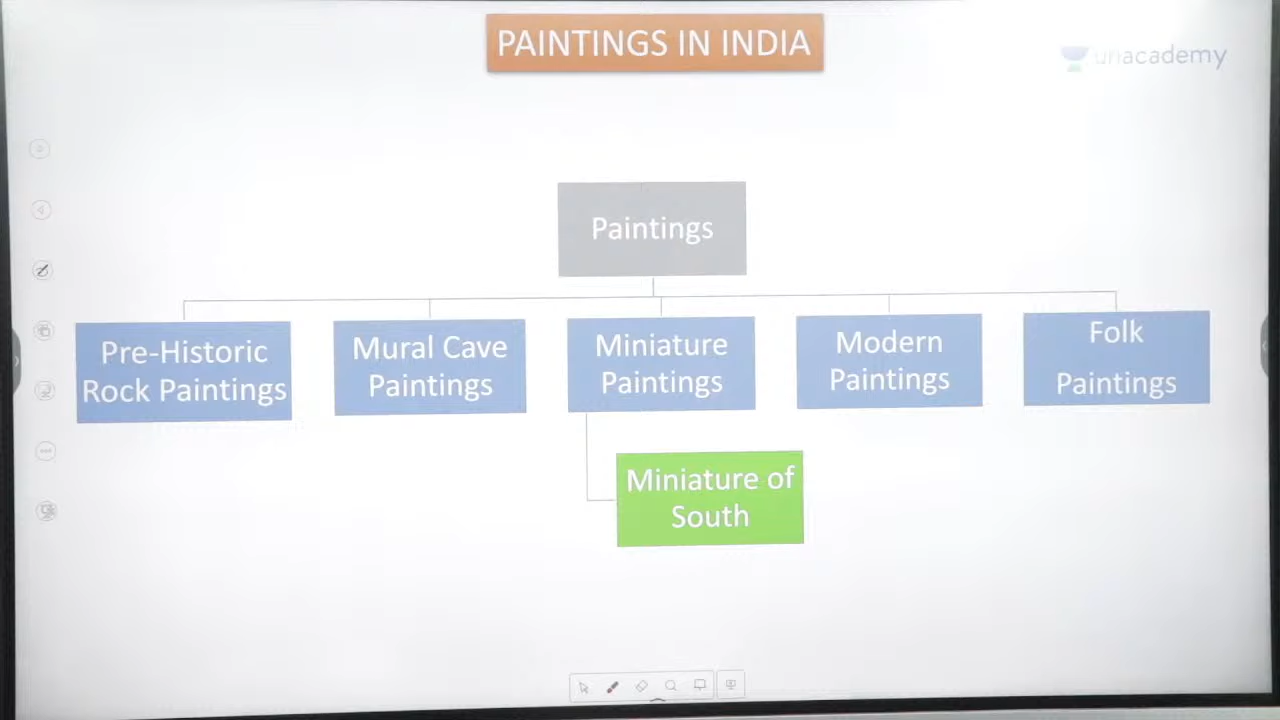 PAINTINGS IN INDIA
unacademy
Paintings
Pre-Historic
Rock Paintings
Mural Cave
Paintings
Miniature
Paintings
Modern
Paintings
Folk
Paintings
Miniature of
South